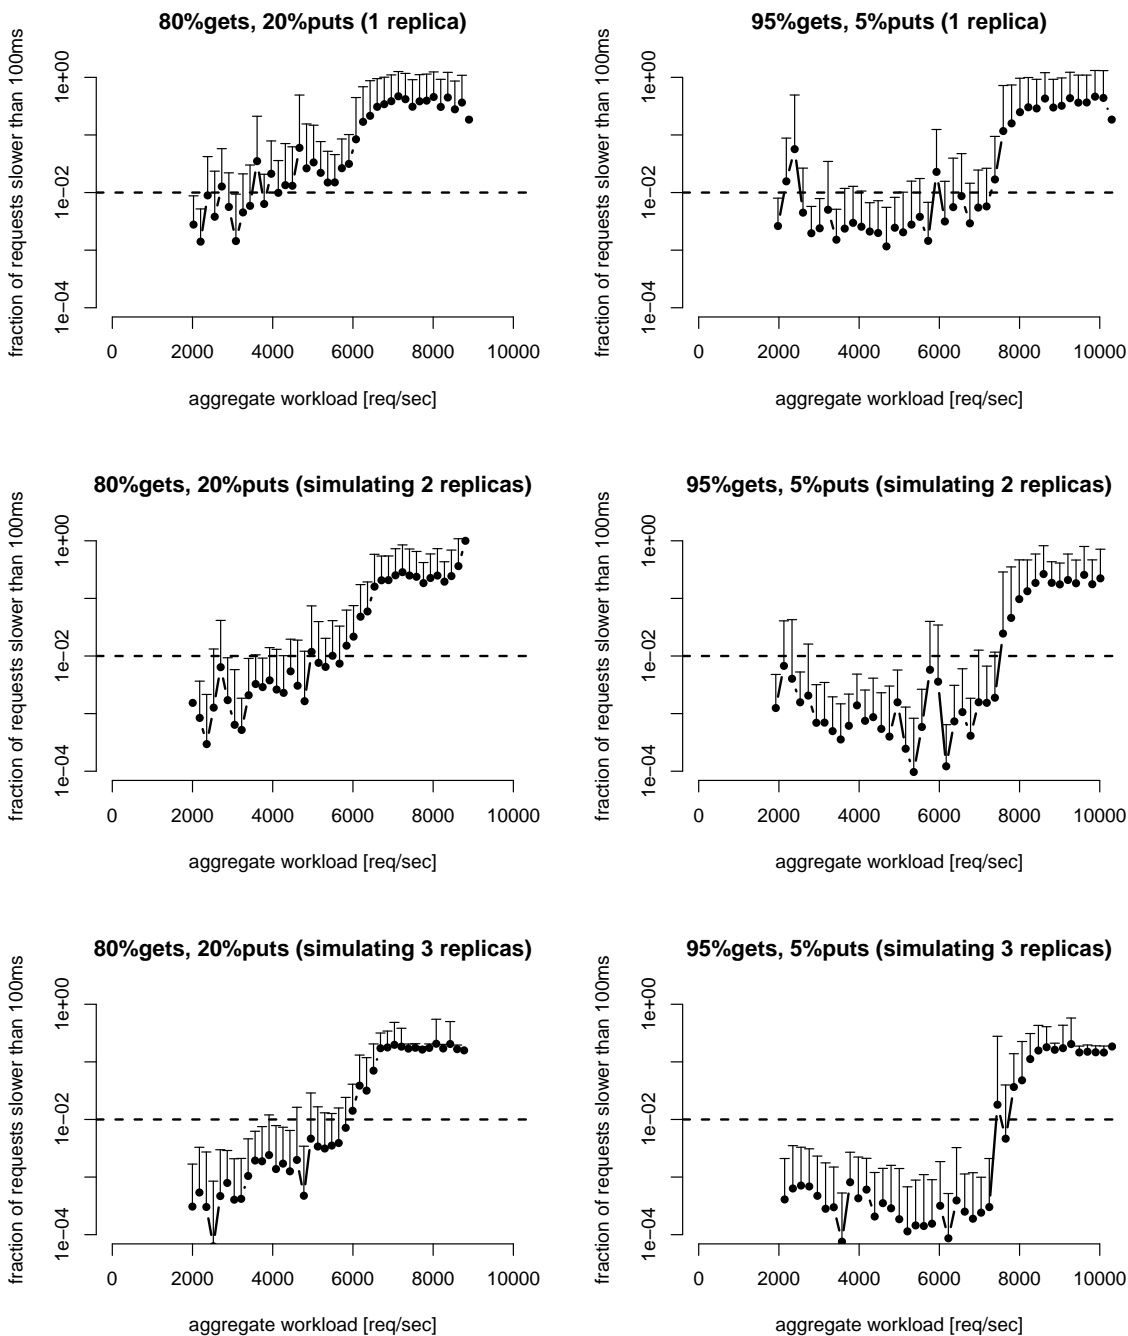 80%gets, 20%puts (1 replica)
fraction of requests slower than 100ms
1e+00
1e−02
1e−04
0 2000 4000 6000 8000 10000
aggregate workload [req/sec]
95%gets, 5%puts (1 replica)
fraction of requests slower than 100ms
1e+00
1e−02
1e−04
0 2000 4000 6000 8000 10000
aggregate workload [req/sec]
80%gets, 20%puts (simulating 2 replicas)
fraction of requests slower than 100ms
1e+00
1e−02
1e−04
0 2000 4000 6000 8000 10000
aggregate workload [req/sec]
95%gets, 5%puts (simulating 2 replicas)
fraction of requests slower than 100ms
1e+00
1e−02
1e−04
0 2000 4000 6000 8000 10000
aggregate workload [req/sec]
80%gets, 20%puts (simulating 3 replicas)
fraction of requests slower than 100ms
1e+00
1e−02
1e−04
0 2000 4000 6000 8000 10000
aggregate workload [req/sec]
95%gets, 5%puts (simulating 3 replicas)
fraction of requests slower than 100ms
1e+00
1e−02
1e−04
0 2000 4000 6000 8000 10000
aggregate workload [req/sec]